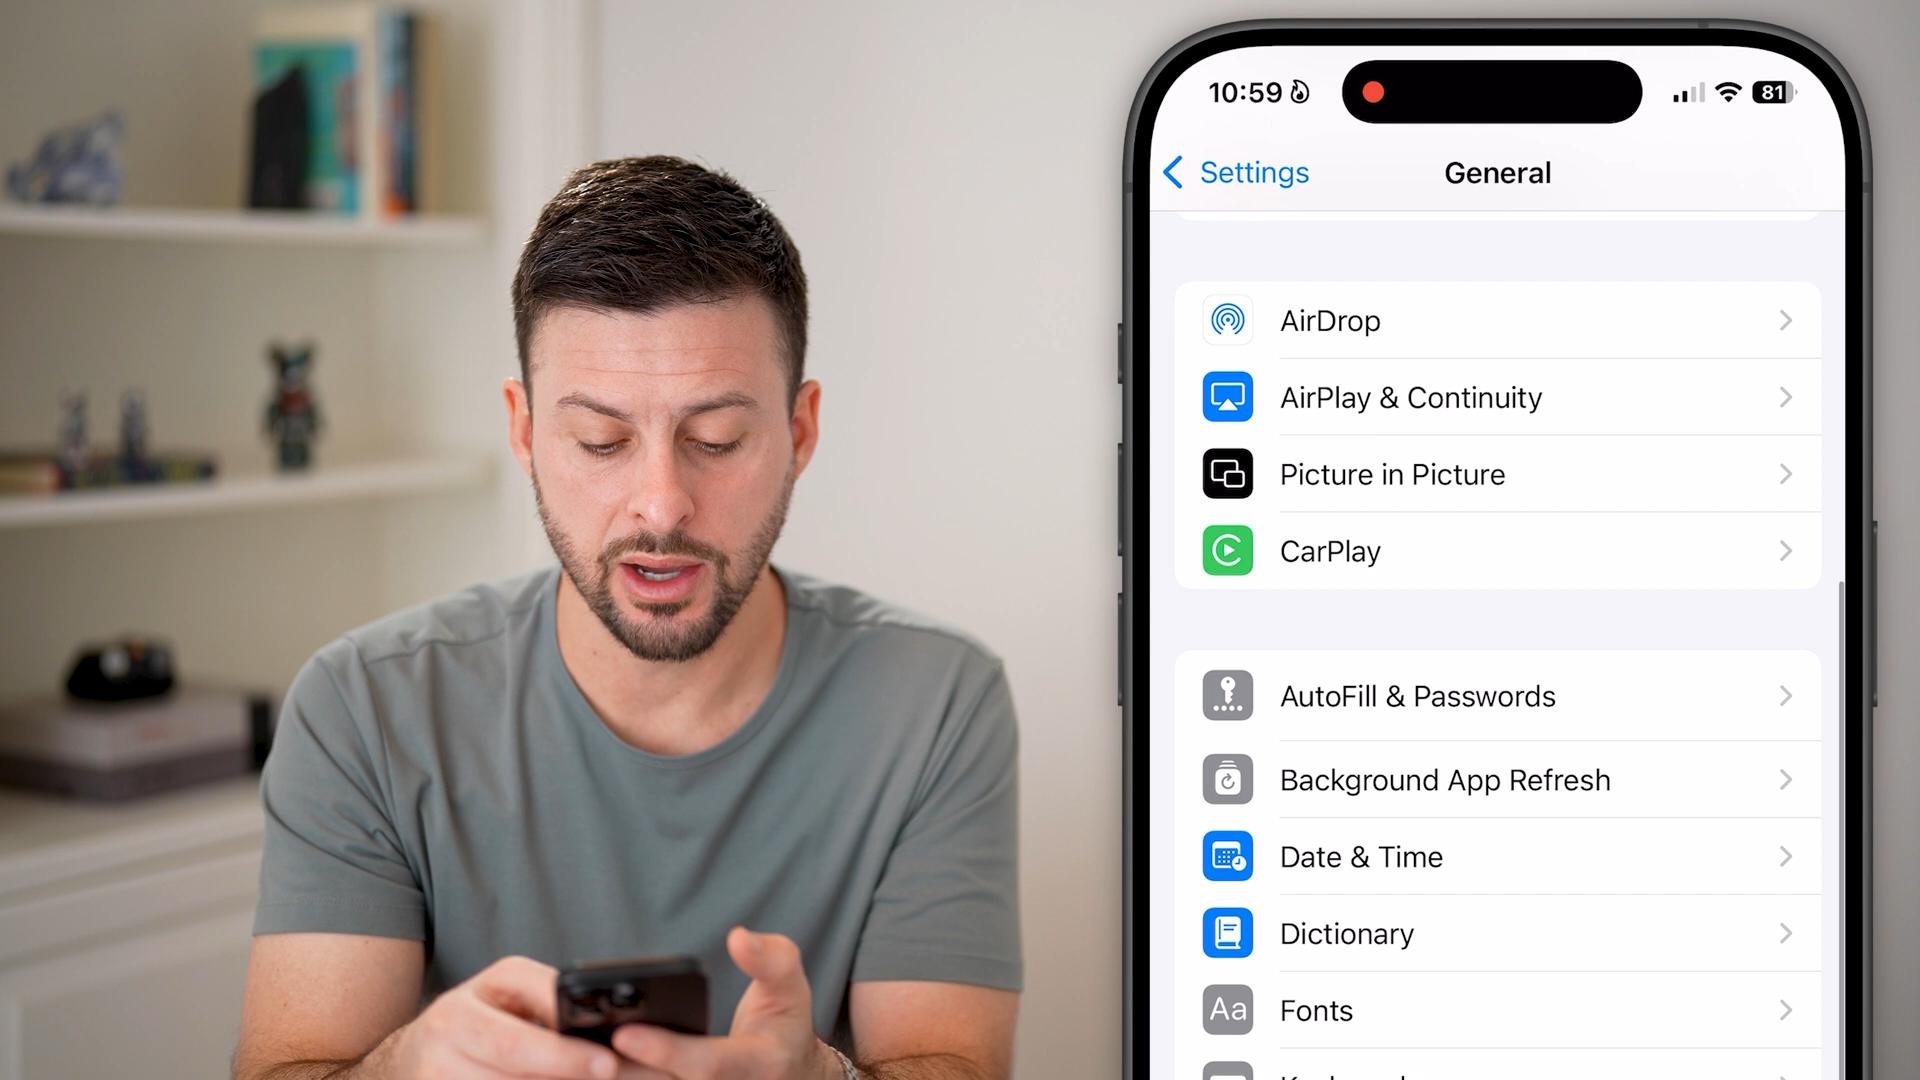 10:59
81
Settings
General
AirDrop
AirPlay & Continuity
Picture in Picture
CarPlay
AutoFill & Passwords
Background App Refresh
Date & Time
Dictionary
Aa
Fonts